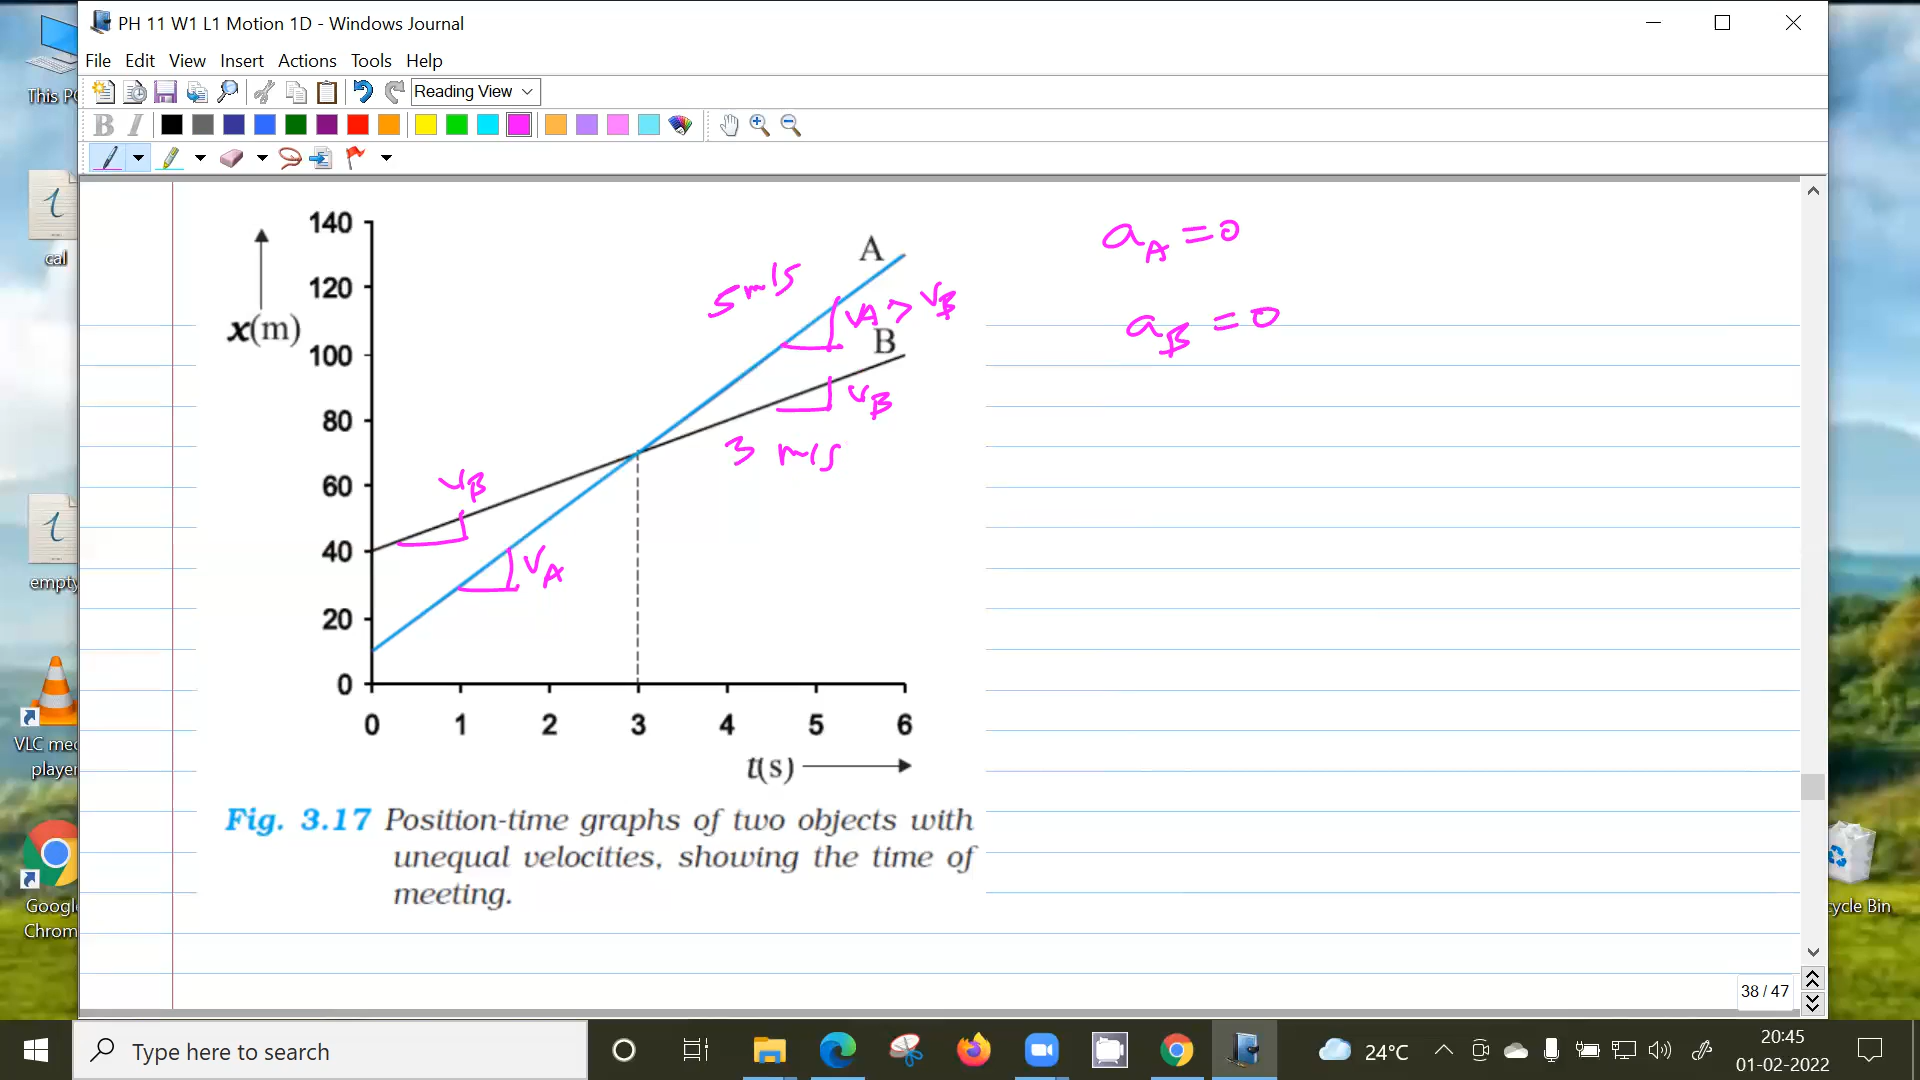 PH 11 W1 L1 Motion 1D - Windows Journal
File Edit View Insert Actions Tools Help
Reading View
B I
This PC
cal
empty
VLC med
player
Googl
Chrom
cycle Bin
140
120
100
80
60
40
20
0
x(m)
A
B
5 m/s
VA > VB
VB
3 m/s
VB
VA
0 1 2 3 4 5 6
t(s)
aA = 0
aB = 0
Fig. 3.17 Position-time graphs of two objects with
unequal velocities, showing the time of
meeting.
38 / 47
Type here to search
24°C
20:45
01-02-2022